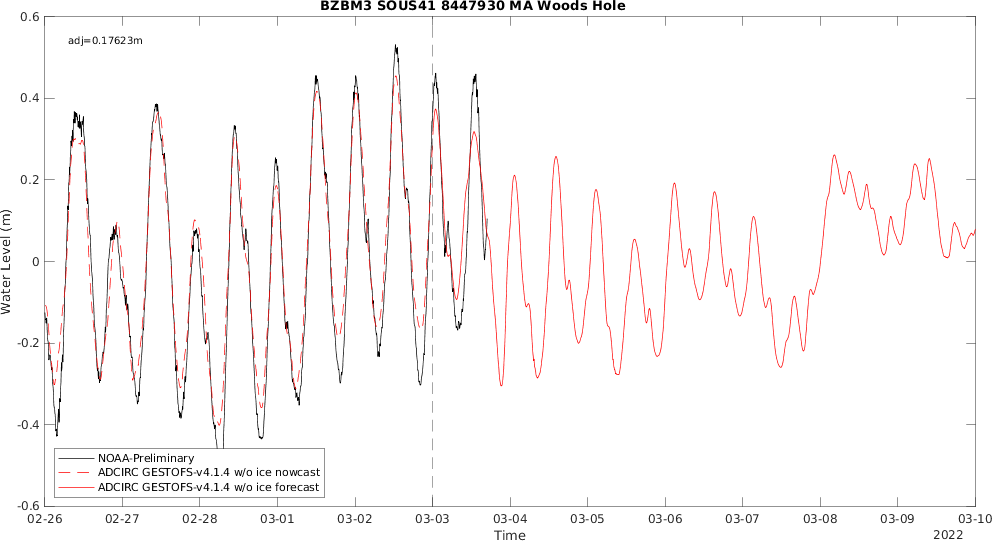 BZBM3 SOUS41 8447930 MA Woods Hole
adj=0.17623m
Water Level (m)
0.6
0.4
0.2
0
-0.2
-0.4
-0.6
NOAA-Preliminary
ADCIRC GESTOFS-v4.1.4 w/o ice nowcast
ADCIRC GESTOFS-v4.1.4 w/o ice forecast
02-26 02-27 02-28 03-01 03-02 03-03 03-04 03-05 03-06 03-07 03-08 03-09 03-10
Time
2022